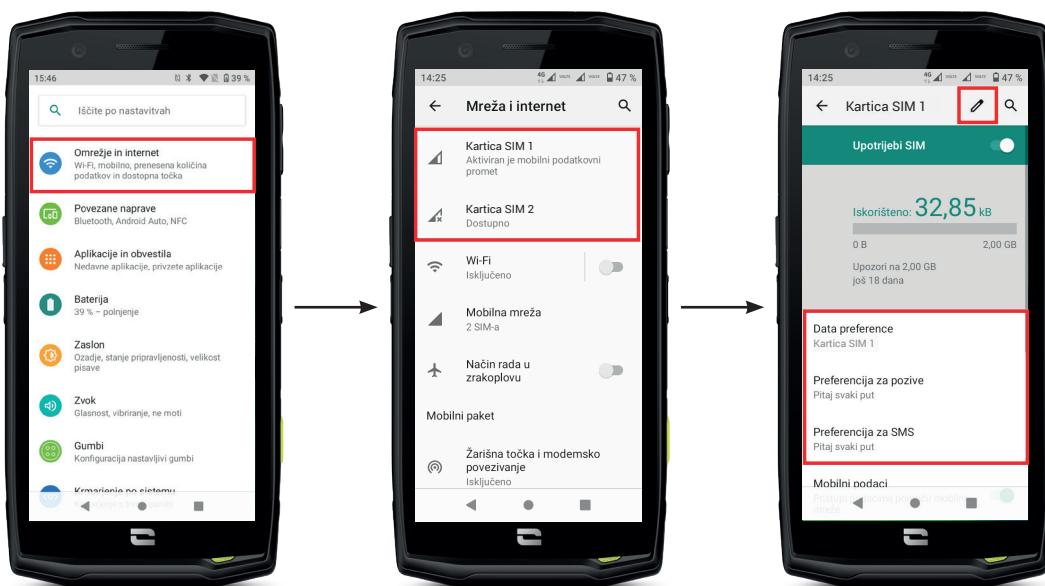 15:46
39 %
Iščite po nastavitvah
Omrežje in internet
Wi-Fi, mobilno, prenesena količina
podatkov in dostopna točka
Povezane naprave
Bluetooth, Android Auto, NFC
Aplikacije in obvestila
Nedavne aplikacije, privzete aplikacije
Baterija
39 % – polnjenje
Zaslon
Ozadje, stanje pripravljenosti, velikost
pisave
Zvok
Glasnost, vibriranje, ne moti
Gumbi
Konfiguracija nastavljivi gumbi
Krmarjenje po sistemu
14:25
4G
47 %
Mreža i internet
Kartica SIM 1
Aktiviran je mobilni podatkovni
promet
Kartica SIM 2
Dostupno
Wi-Fi
Isključeno
Mobilna mreža
2 SIM-a
Način rada u
zrakoplovu
Mobilni paket
Žarišna točka i modemsko
povezivanje
Isključeno
14:25
4G
47 %
Kartica SIM 1
Upotrijebi SIM
Iskorišteno: 32,85 kB
0 B
2,00 GB
Upozori na 2,00 GB
još 18 dana
Data preference
Kartica SIM 1
Preferencija za pozive
Pitaj svaki put
Preferencija za SMS
Pitaj svaki put
Mobilni podaci